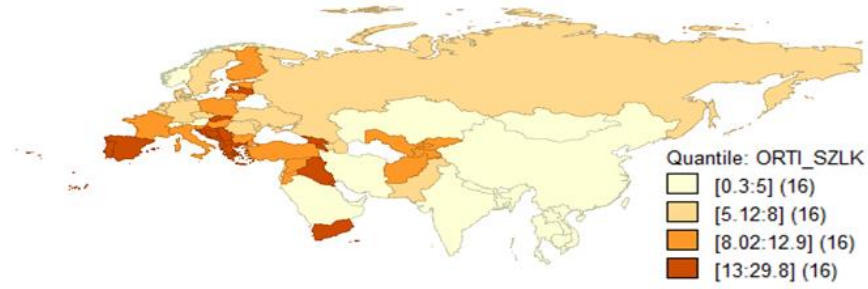 Quantile: ORTI_SZLK
[0.3:5] (16)
[5.12:8] (16)
[8.02:12.9] (16)
[13:29.8] (16)